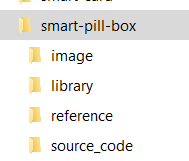 smart-pill-box
image
library
reference
source_code